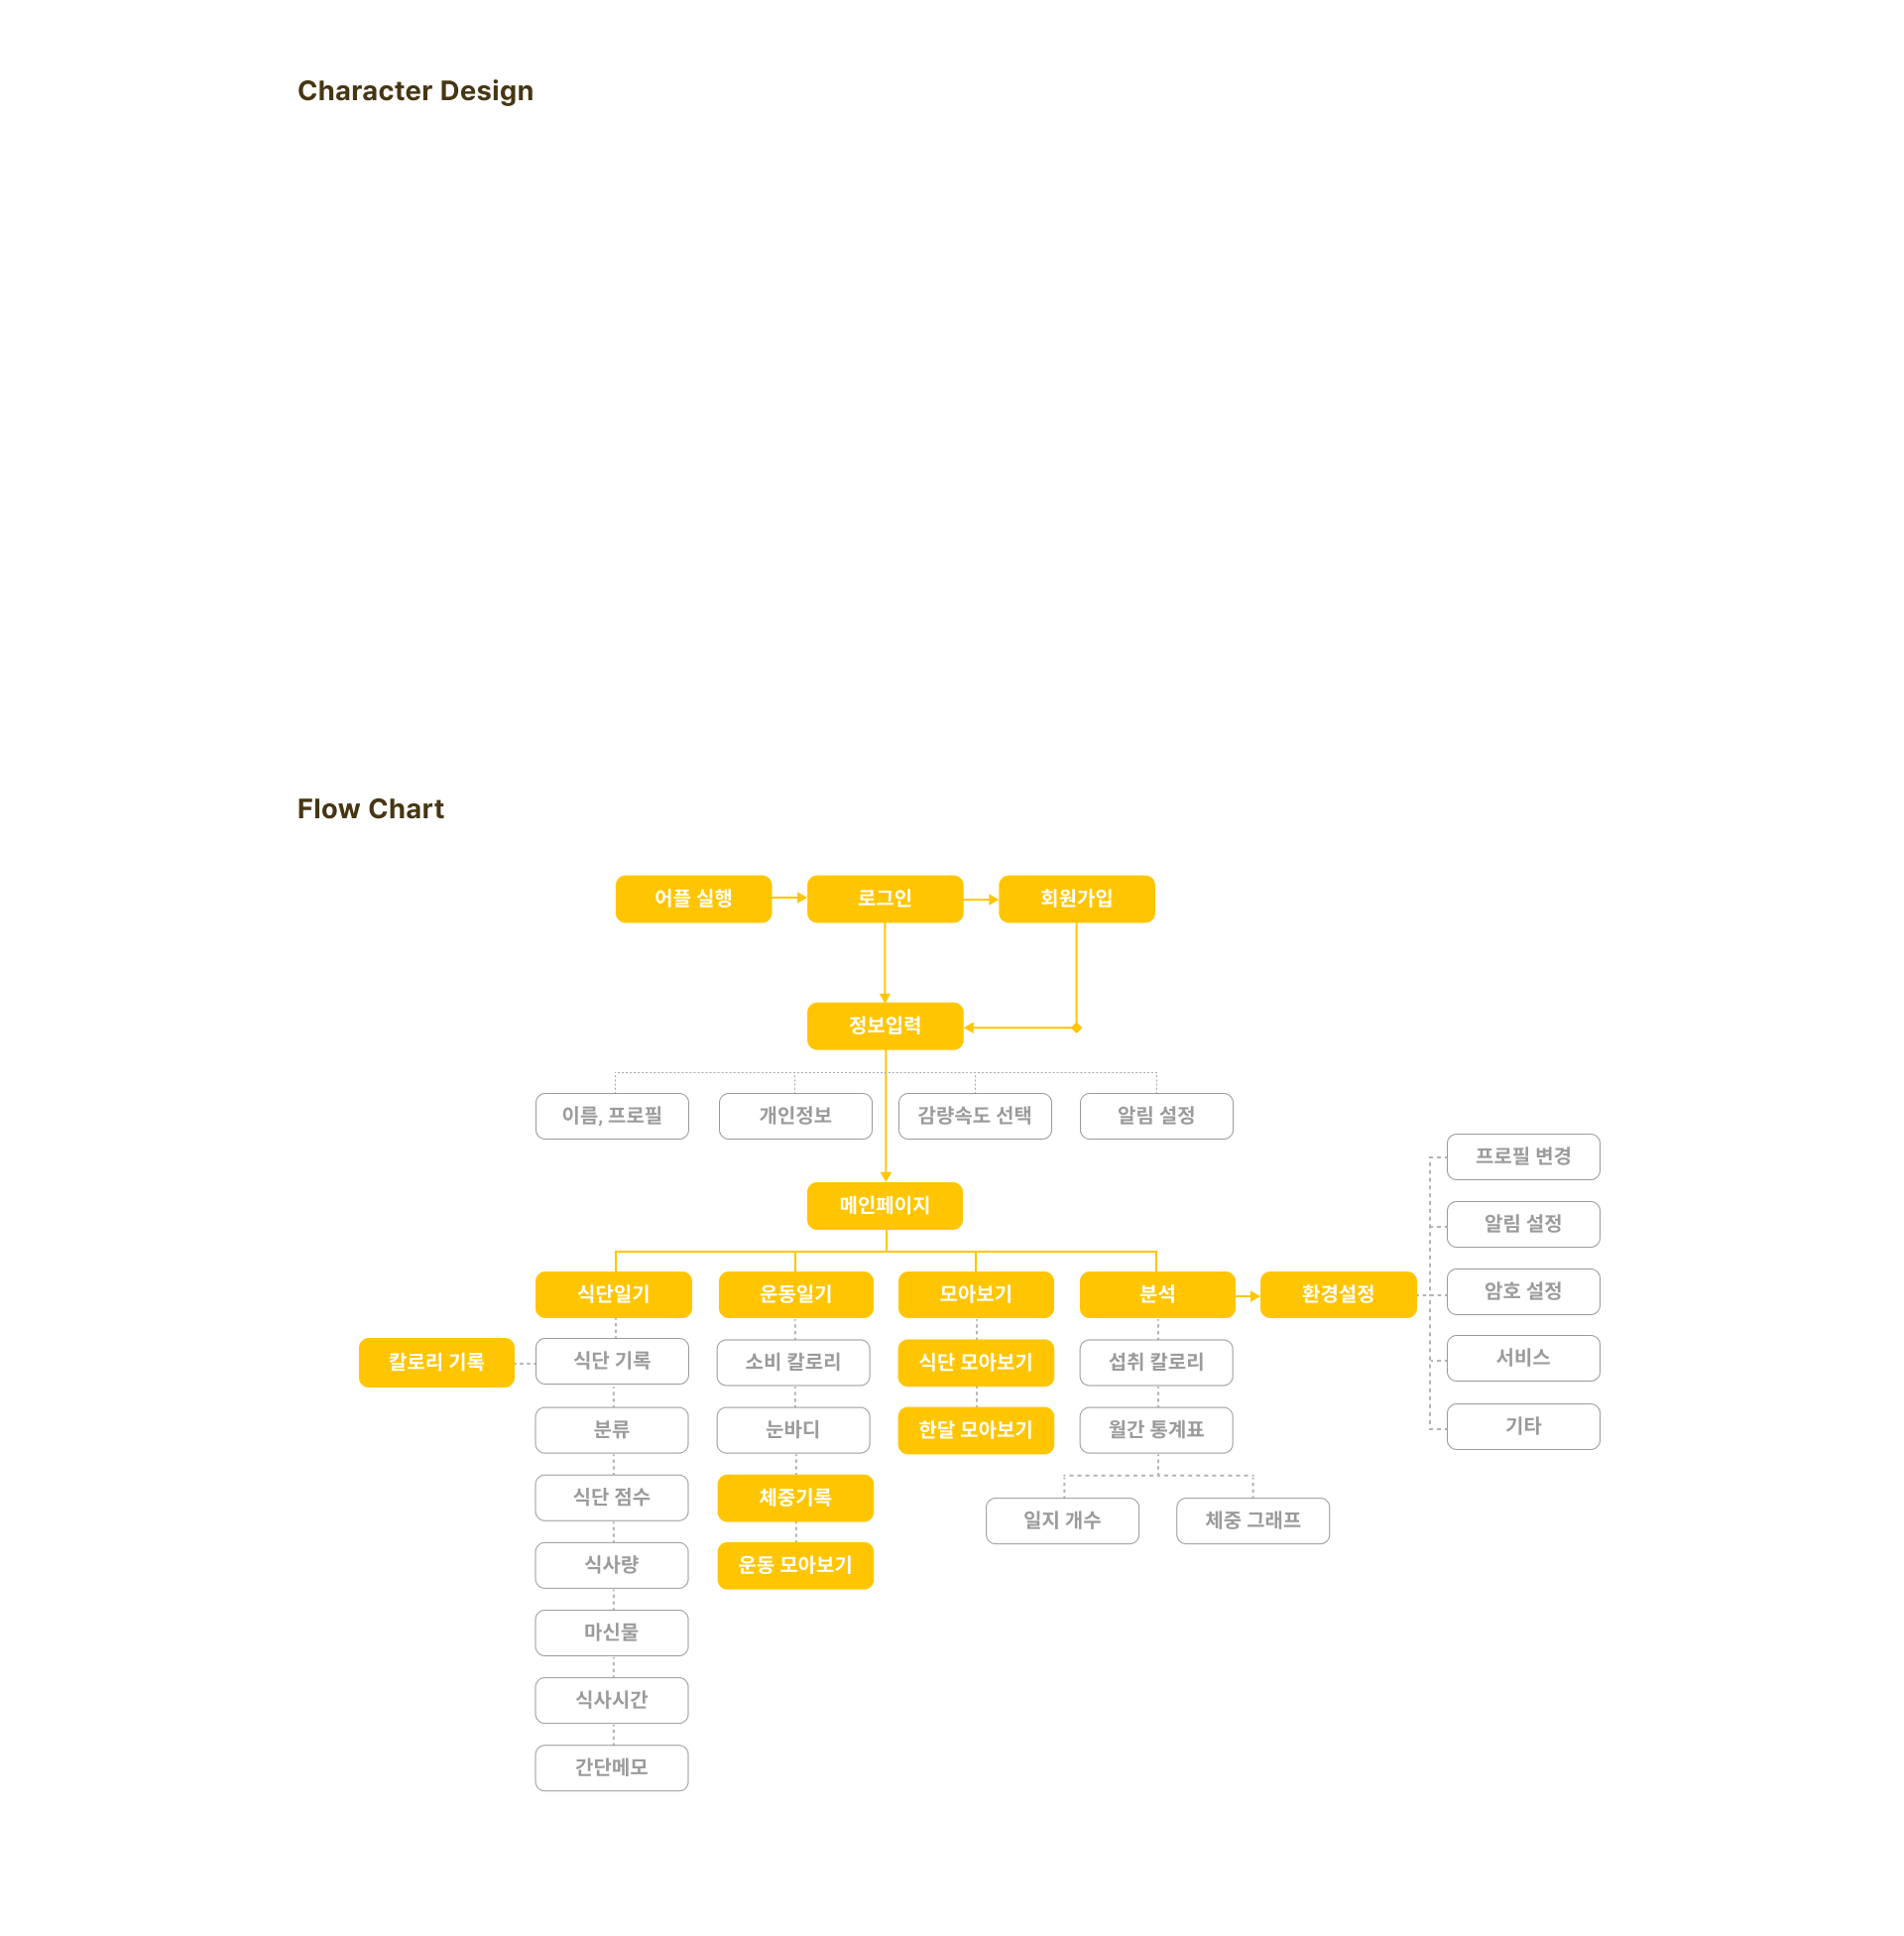 Character Design
Flow Chart
어플 실행
로그인
회원가입
정보입력
이름, 프로필
개인정보
감량속도 선택
알림 설정
메인페이지
식단일기
운동일기
모아보기
분석
환경설정
프로필 변경
알림 설정
암호 설정
서비스
기타
칼로리 기록
식단 기록
소비 칼로리
식단 모아보기
섭취 칼로리
분류
눈바디
한달 모아보기
월간 통계표
식단 점수
체중기록
일지 개수
체중 그래프
식사량
운동 모아보기
마신물
식사시간
간단메모